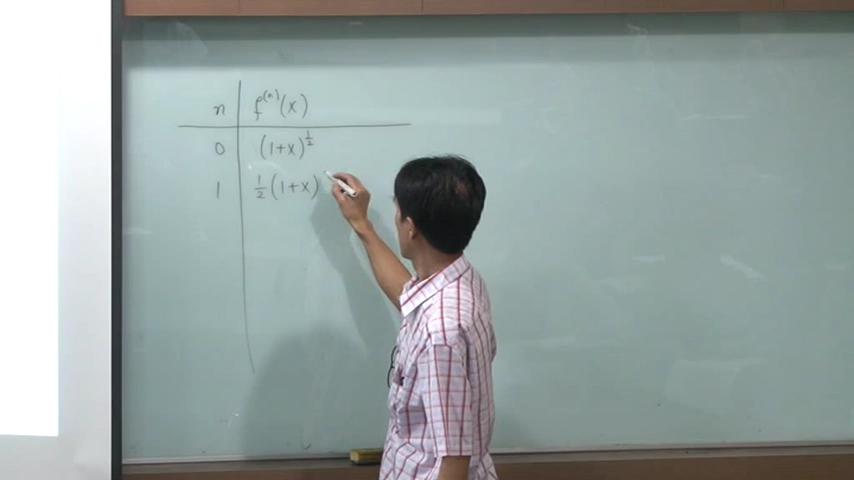 n f⁽ⁿ⁾(x)
0 (1+x)^½
1 ½(1+x)